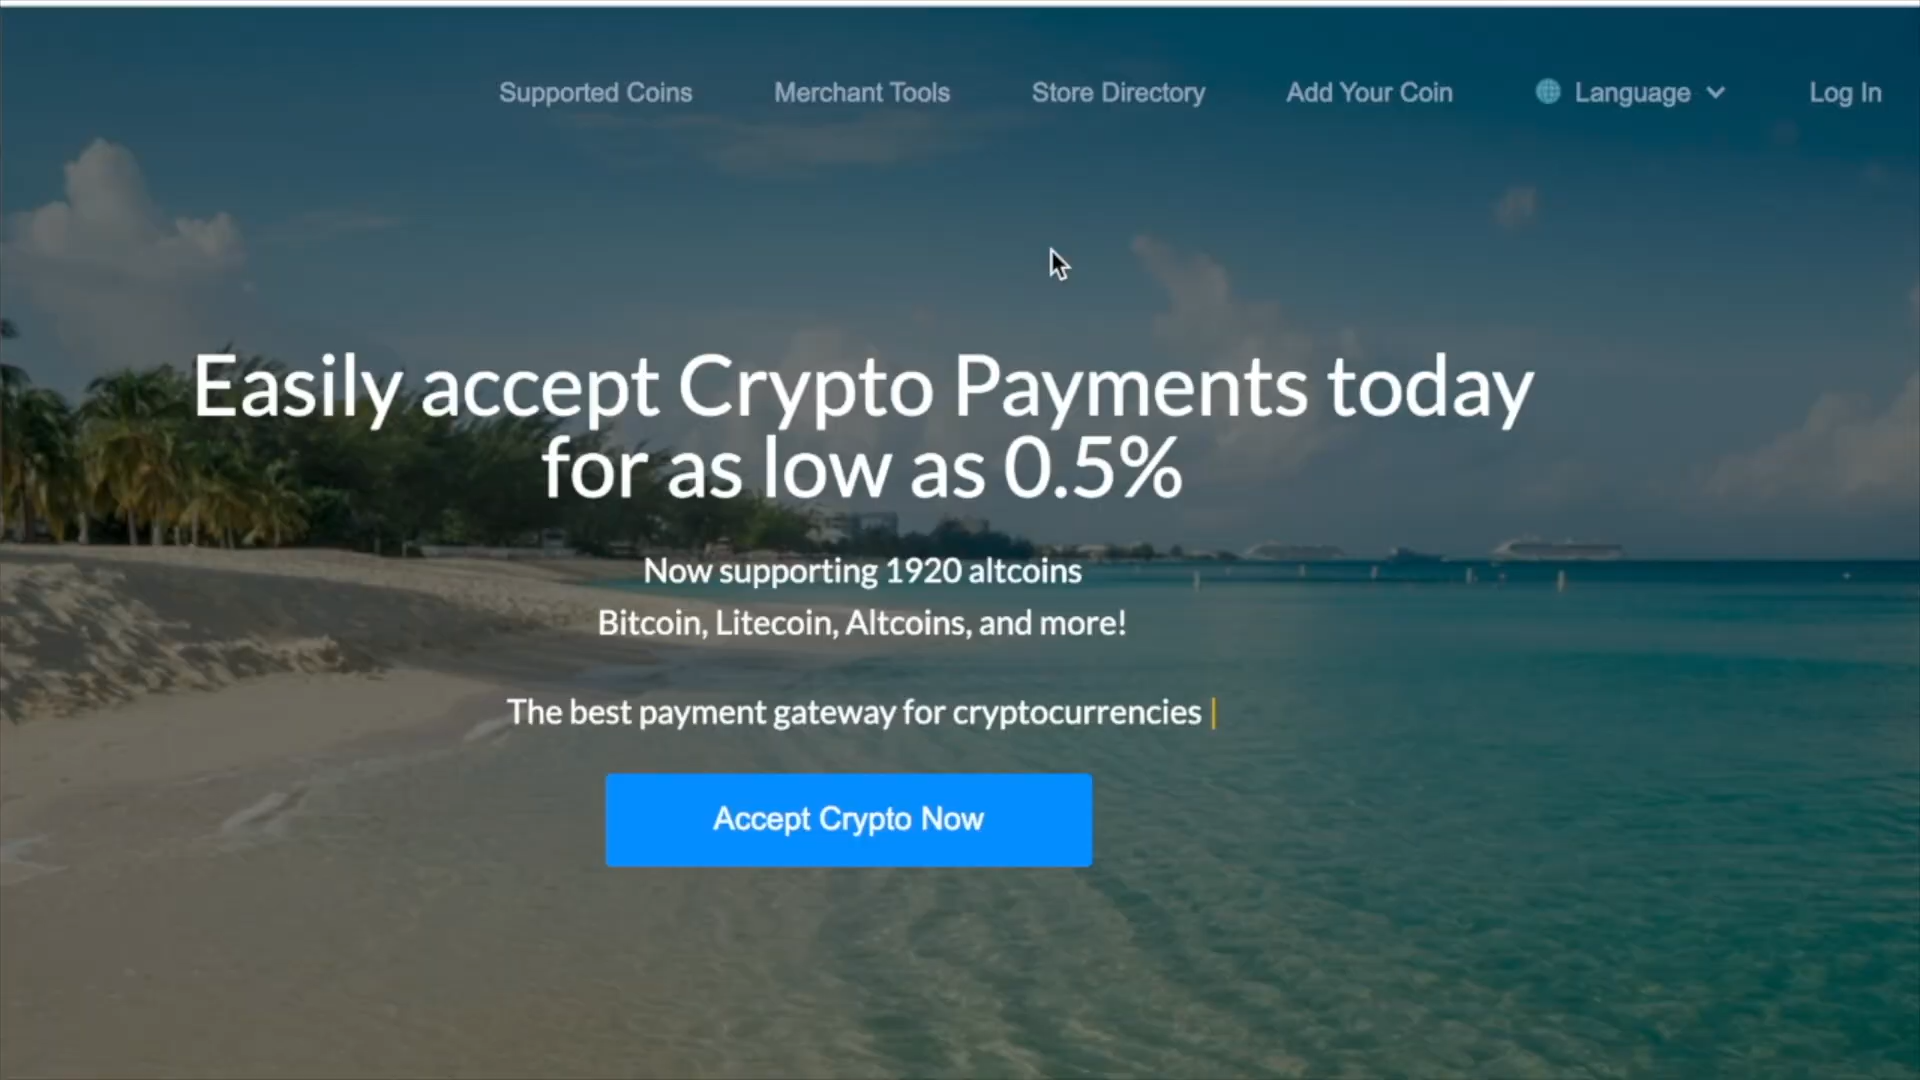 Supported Coins Merchant Tools Store Directory Add Your Coin Language Log In
Easily accept Crypto Payments today
for as low as 0.5%
Now supporting 1920 altcoins
Bitcoin, Litecoin, Altcoins, and more!
The best payment gateway for cryptocurrencies
Accept Crypto Now